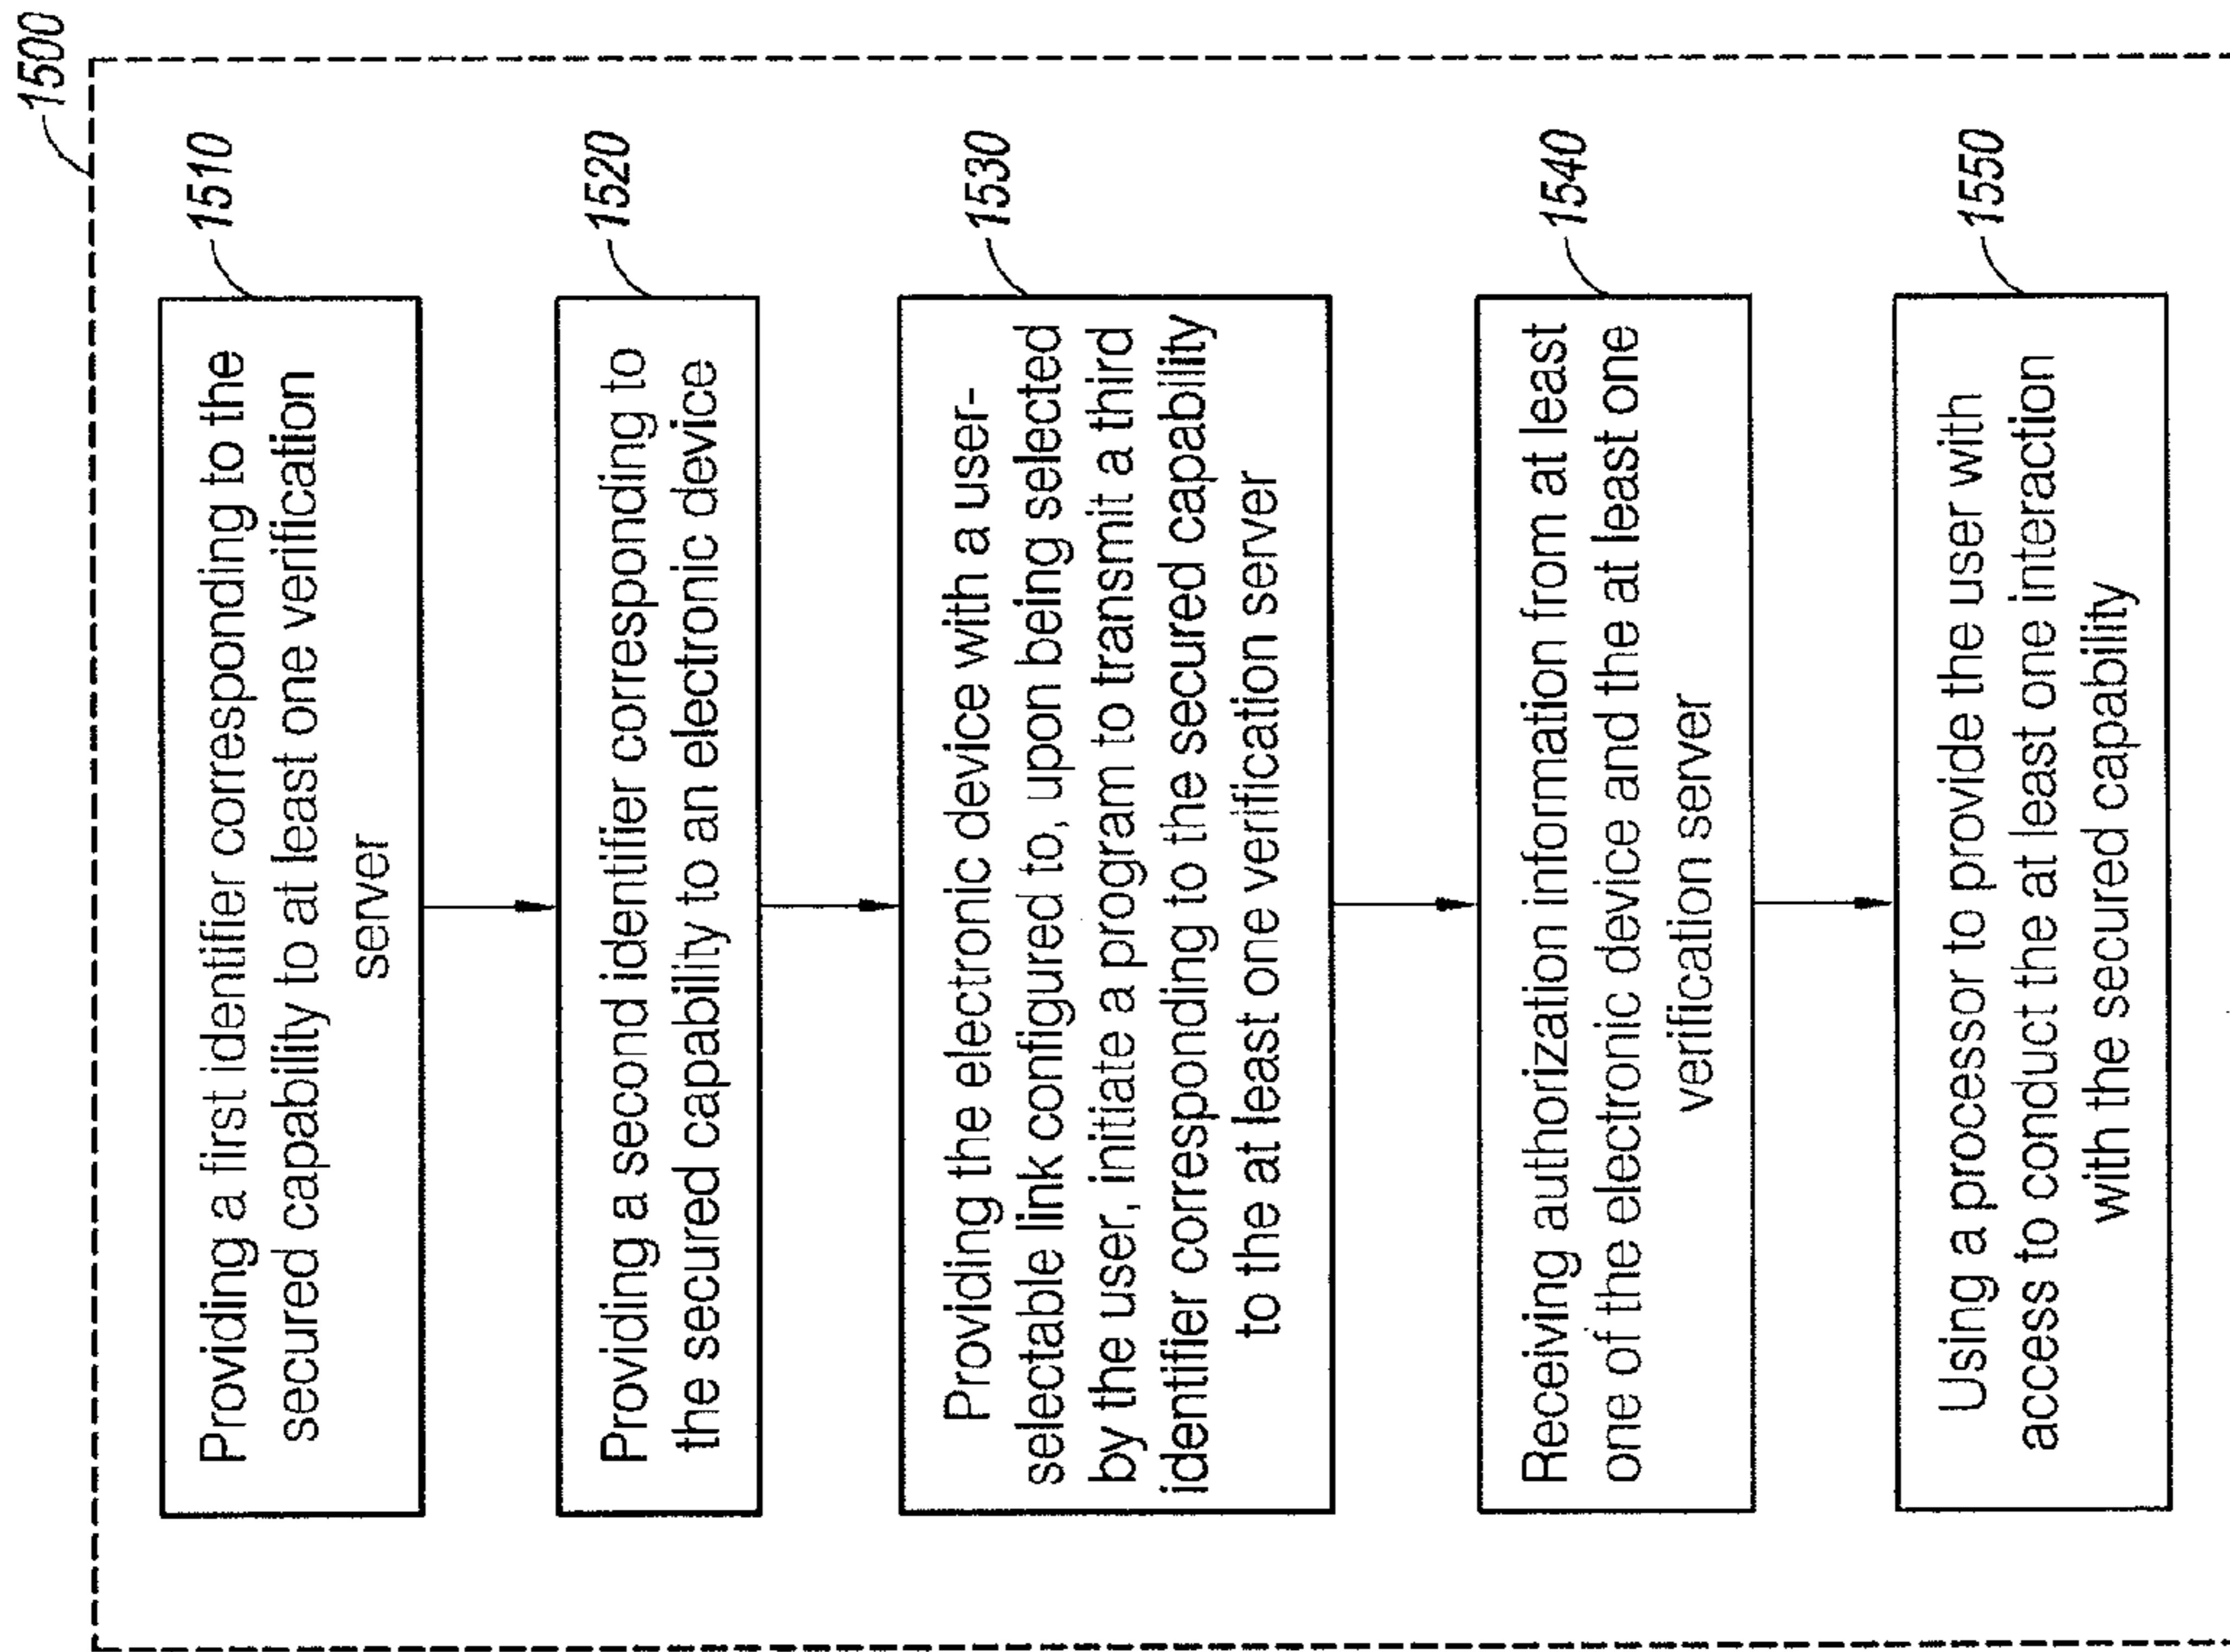 1500
1510
Providing a first identifier corresponding to the
secured capability to at least one verification
server
1520
Providing a second identifier corresponding to
the secured capability to an electronic device
1530
Providing the electronic device with a user-
selectable link configured to, upon being selected
by the user, initiate a program to transmit a third
identifier corresponding to the secured capability
to the at least one verification server
1540
Receiving authorization information from at least
one of the electronic device and the at least one
verification server
1550
Using a processor to provide the user with
access to conduct the at least one interaction
with the secured capability